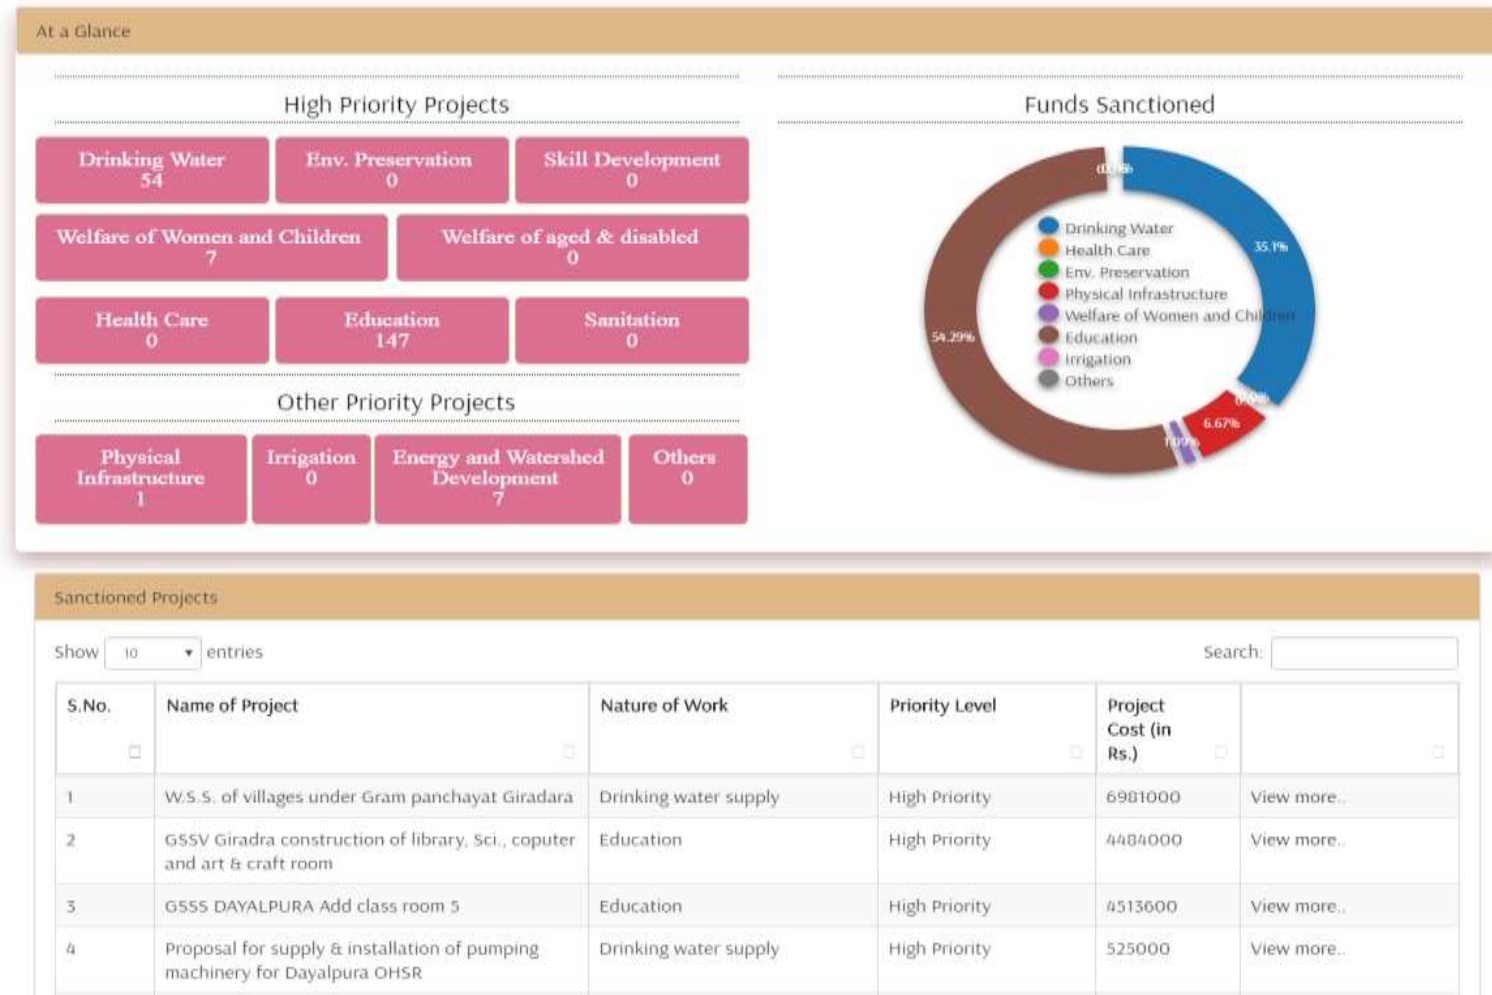 At a Glance
High Priority Projects
Drinking Water
54
Env. Preservation
0
Skill Development
0
Welfare of Women and Children
7
Welfare of aged & disabled
0
Health Care
0
Education
147
Sanitation
0
Other Priority Projects
Physical
Infrastructure
1
Irrigation
0
Energy and Watershed
Development
7
Others
0
Funds Sanctioned
35.1%
6.67%
1.09%
54.29%
Drinking Water
Health Care
Env. Preservation
Physical Infrastructure
Welfare of Women and Children
Education
Irrigation
Others
Sanctioned Projects
Show 10 entries
Search:
S.No. Name of Project Nature of Work Priority Level Project
Cost (in
Rs.)
1 W.S.S. of villages under Gram panchayat Giradara Drinking water supply High Priority 6981000 View more..
2 GSSV Giradra construction of library, Sci., coputer Education High Priority 4484000 View more..
and art & craft room
3 GSSS DAYALPURA Add class room 5 Education High Priority 4513600 View more..
4 Proposal for supply & installation of pumping Drinking water supply High Priority 525000 View more..
machinery for Dayalpura OHSR